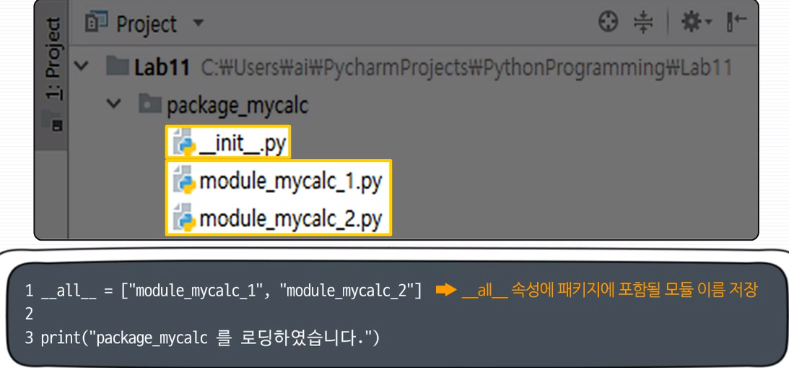 1: Project
Project
Lab11 C:₩Users₩ai₩PycharmProjects₩PythonProgramming₩Lab11
package_mycalc
__init__.py
module_mycalc_1.py
module_mycalc_2.py
1 __all__ = ["module_mycalc_1", "module_mycalc_2"] ➡ __all__ 속성에 패키지에 포함될 모듈 이름 저장
2
3 print("package_mycalc 를 로딩하였습니다.")